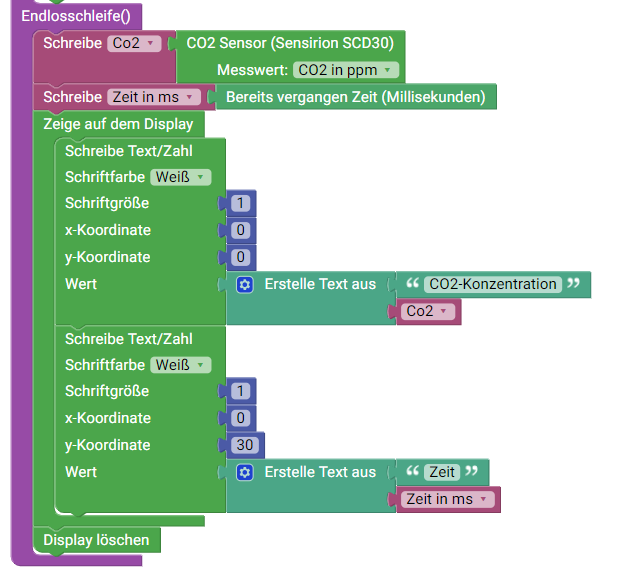 Endlosschleife()
Schreibe Co2 CO2 Sensor (Sensirion SCD30)
Messwert: CO2 in ppm
Schreibe Zeit in ms Bereits vergangen Zeit (Millisekunden)
Zeige auf dem Display
Schreibe Text/Zahl
Schriftfarbe Weiß
Schriftgröße 1
x-Koordinate 0
y-Koordinate 0
Wert Erstelle Text aus “ CO2-Konzentration ”
Co2
Schreibe Text/Zahl
Schriftfarbe Weiß
Schriftgröße 1
x-Koordinate 0
y-Koordinate 30
Wert Erstelle Text aus “ Zeit ”
Zeit in ms
Display löschen